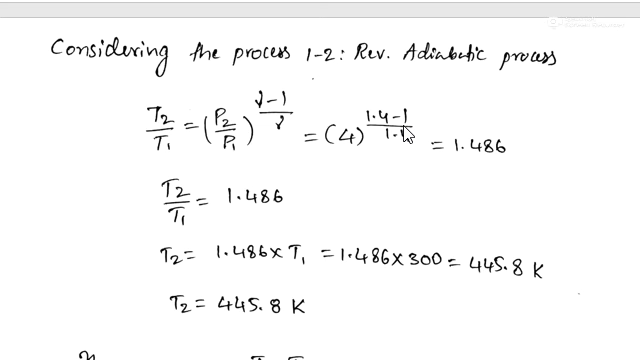 Considering the process 1-2: Rev. Adiabatic process
T2/T1 = (P2/P1)^(γ-1/γ) = (4)^(1.4-1/1.4) = 1.486
T2/T1 = 1.486
T2 = 1.486 x T1 = 1.486 x 300 = 445.8 K
T2 = 445.8 K